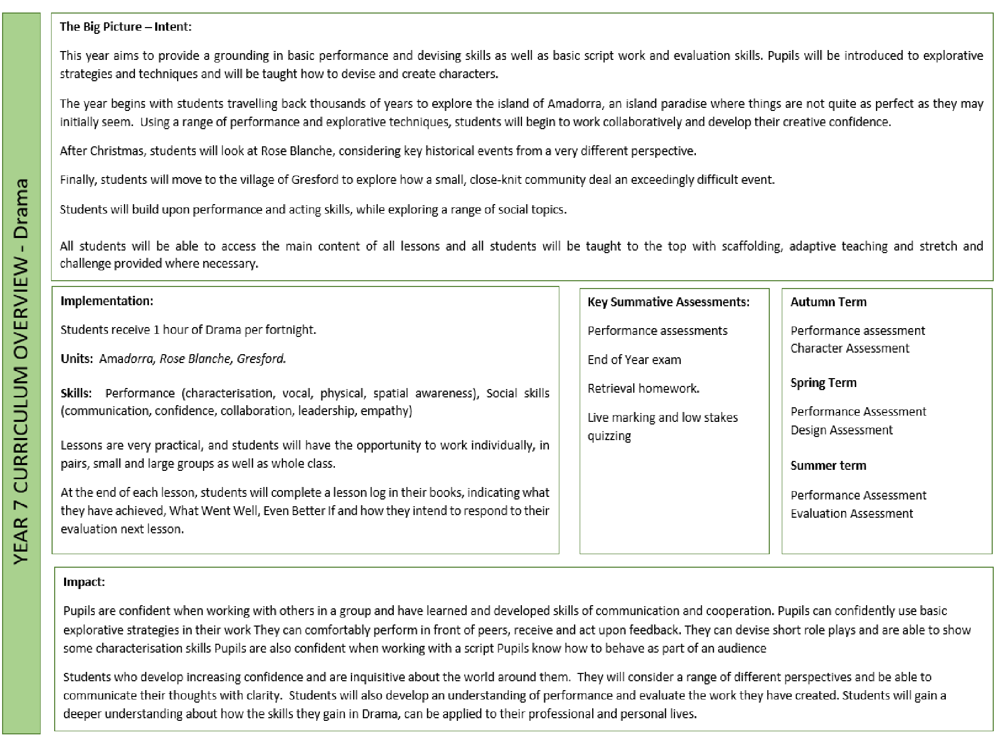 YEAR 7 CURRICULUM OVERVIEW - Drama
The Big Picture – Intent:
This year aims to provide a grounding in basic performance and devising skills as well as basic script work and evaluation skills. Pupils will be introduced to explorative
strategies and techniques and will be taught how to devise and create characters.
The year begins with students travelling back thousands of years to explore the island of Amadorra, an island paradise where things are not quite as perfect as they may
initially seem.  Using a range of performance and explorative techniques, students will begin to work collaboratively and develop their creative confidence.
After Christmas, students will look at Rose Blanche, considering key historical events from a very different perspective.
Finally, students will move to the village of Gresford to explore how a small, close-knit community deal an exceedingly difficult event.
Students will build upon performance and acting skills, while exploring a range of social topics.
All students will be able to access the main content of all lessons and all students will be taught to the top with scaffolding, adaptive teaching and stretch and
challenge provided where necessary.
Implementation:
Students receive 1 hour of Drama per fortnight.
Units:  Amadorra, Rose Blanche, Gresford.
Skills:  Performance (characterisation, vocal, physical, spatial awareness), Social skills
(communication, confidence, collaboration, leadership, empathy)
Lessons are very practical, and students will have the opportunity to work individually, in
pairs, small and large groups as well as whole class.
At the end of each lesson, students will complete a lesson log in their books, indicating what
they have achieved, What Went Well, Even Better If and how they intend to respond to their
evaluation next lesson.
Key Summative Assessments:
Performance assessments
End of Year exam
Retrieval homework.
Live marking and low stakes
quizzing
Autumn Term
Performance assessment
Character Assessment
Spring Term
Performance Assessment
Design Assessment
Summer term
Performance Assessment
Evaluation Assessment
Impact:
Pupils are confident when working with others in a group and have learned and developed skills of communication and cooperation. Pupils can confidently use basic
explorative strategies in their work They can comfortably perform in front of peers, receive and act upon feedback. They can devise short role plays and are able to show
some characterisation skills Pupils are also confident when working with a script Pupils know how to behave as part of an audience
Students who develop increasing confidence and are inquisitive about the world around them.  They will consider a range of different perspectives and be able to
communicate their thoughts with clarity.  Students will also develop an understanding of performance and evaluate the work they have created. Students will gain a
deeper understanding about how the skills they gain in Drama, can be applied to their professional and personal lives.